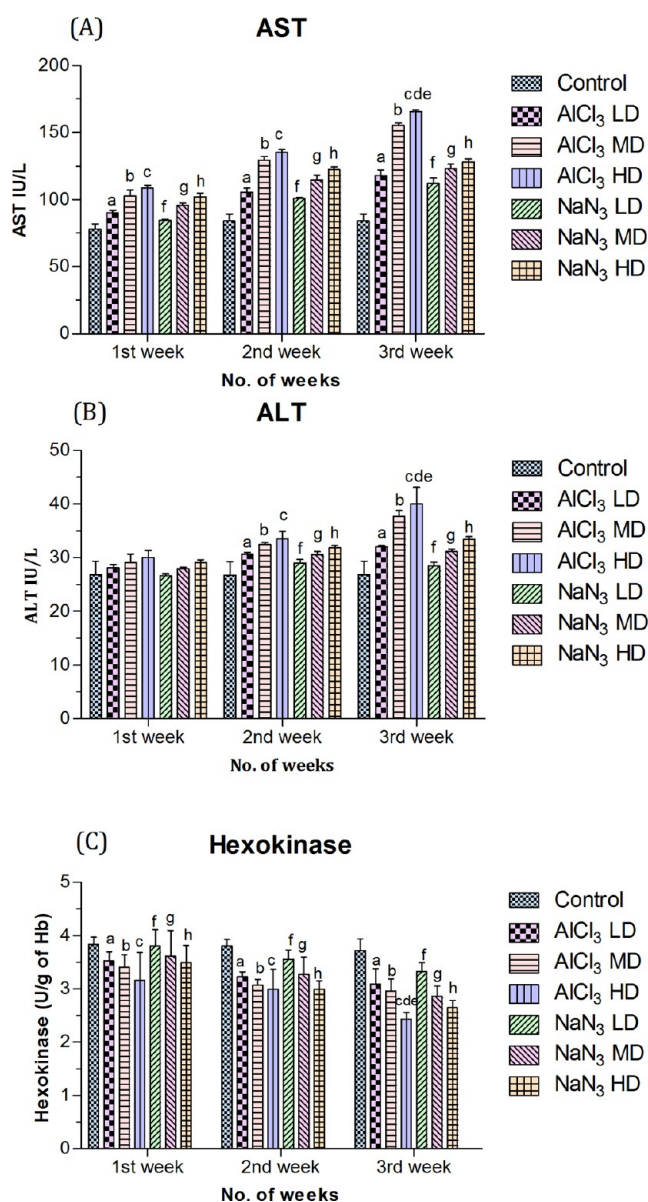 (A) AST
200
150
100
50
0
AST IU/L
a b c f g h
a b c f g h
a b cde f g h
1st week 2nd week 3rd week
No. of weeks
Control
AlCl₃ LD
AlCl₃ MD
AlCl₃ HD
NaN₃ LD
NaN₃ MD
NaN₃ HD
(B) ALT
50
40
30
20
10
0
ALT IU/L
a b c f g h
a b c f g h
1st week 2nd week 3rd week
No. of weeks
Control
AlCl₃ LD
AlCl₃ MD
AlCl₃ HD
NaN₃ LD
NaN₃ MD
NaN₃ HD
(C) Hexokinase
5
4
3
2
1
0
Hexokinase (U/g of Hb)
a b c f g h
a b c f g h
a b cde f g h
1st week 2nd week 3rd week
No. of weeks
Control
AlCl₃ LD
AlCl₃ MD
AlCl₃ HD
NaN₃ LD
NaN₃ MD
NaN₃ HD